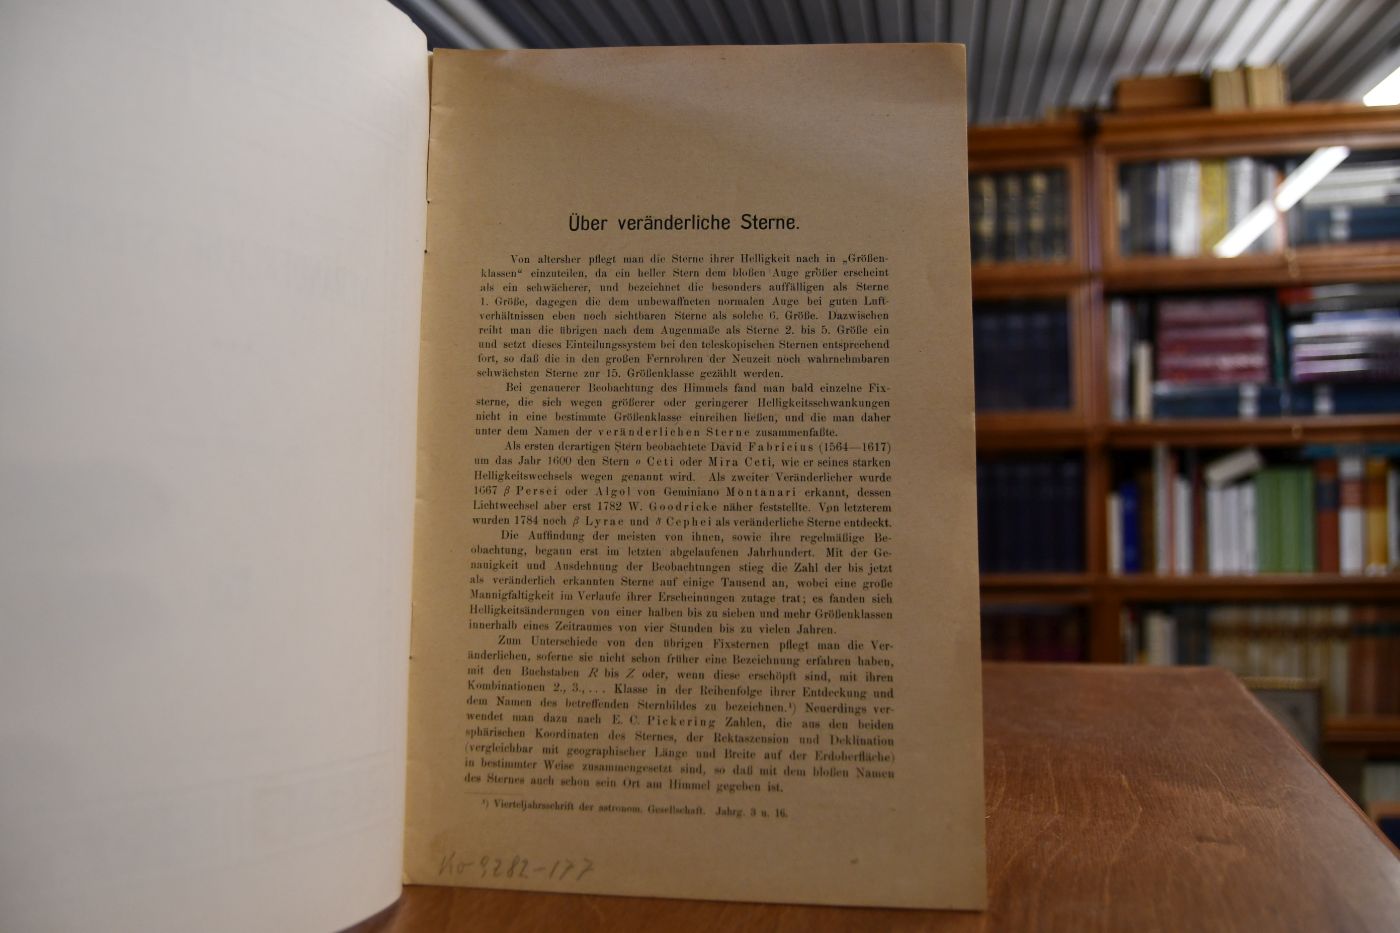 Über veränderliche Sterne.
Von altersher pflegt man die Sterne ihrer Helligkeit nach in „Größen-
klassen“ einzuteilen, da ein heller Stern dem bloßen Auge größer erscheint
als ein schwächerer, und bezeichnet die besonders auffälligen als Sterne
1. Größe, dagegen die dem unbewaffneten normalen Auge bei guten Luft-
verhältnissen eben noch sichtbaren Sterne als solche 6. Größe. Dazwischen
reiht man die übrigen nach dem Augenmaße als Sterne 2. bis 5. Größe ein
und setzt dieses Einteilungssystem bei den teleskopischen Sternen entsprechend
fort, so daß die in den großen Fernrohren der Neuzeit noch wahrnehmbaren
schwächsten Sterne zur 15. Größenklasse gezählt werden.
Bei genauerer Beobachtung des Himmels fand man bald einzelne Fix-
sterne, die sich wegen größerer oder geringerer Helligkeitsschwankungen
nicht in eine bestimmte Größenklasse einreihen ließen, und die man daher
unter dem Namen der veränderlichen Sterne zusammenfaßte.
Als ersten derartigen Stern beobachtete David Fabricius (1564—1617)
um das Jahr 1600 den Stern o Ceti oder Mira Ceti, wie er seines starken
Helligkeitswechsels wegen genannt wird. Als zweiter Veränderlicher wurde
1667 β Persei oder Algol von Geminiano Montanari erkannt, dessen
Lichtwechsel aber erst 1782 W. Goodricke näher feststellte. Von letzterem
wurden 1784 noch β Lyrae und δ Cephei als veränderliche Sterne entdeckt.
Die Auffindung der meisten von ihnen, sowie ihre regelmäßige Be-
obachtung, begann erst im letzten abgelaufenen Jahrhundert. Mit der Ge-
nauigkeit und Ausdehnung der Beobachtungen stieg die Zahl der bis jetzt
als veränderlich erkannten Sterne auf einige Tausend an, wobei eine große
Mannigfaltigkeit im Verlaufe ihrer Erscheinungen zutage trat; es fanden sich
Helligkeitsänderungen von einer halben bis zu sieben und mehr Größenklassen
innerhalb eines Zeitraumes von vier Stunden bis zu vielen Jahren.
Zum Unterschiede von den übrigen Fixsternen pflegt man die Ver-
änderlichen, soferne sie nicht schon früher eine Bezeichnung erfahren haben,
mit den Buchstaben R bis Z oder, wenn diese erschöpft sind, mit ihren
Kombinationen 2., 3., . . . Klasse in der Reihenfolge ihrer Entdeckung und
dem Namen des betreffenden Sternbildes zu bezeichnen.¹) Neuerdings ver-
wendet man dazu nach E. C. Pickering Zahlen, die aus den beiden
sphärischen Koordinaten des Sternes, der Rektaszension und Deklination
(vergleichbar mit geographischer Länge und Breite auf der Erdoberfläche)
in bestimmter Weise zusammengesetzt sind, so daß mit dem bloßen Namen
des Sternes auch schon sein Ort am Himmel gegeben ist.
¹) Vierteljahrsschrift der astronom. Gesellschaft. Jahrg. 3 u. 16.
Ko 9282-177